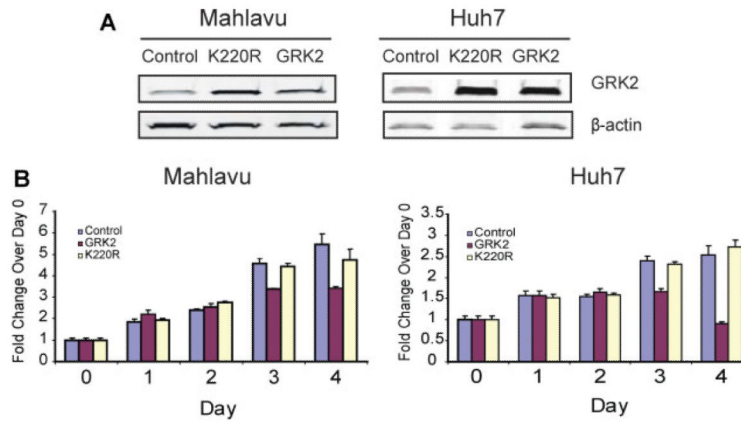 A
Mahlavu
Huh7
Control K220R GRK2
Control K220R GRK2
GRK2
β-actin
B
Mahlavu
Fold Change Over Day 0
7
6
5
4
3
2
1
0
Control
GRK2
K220R
0 1 2 3 4
Day
Huh7
Fold Change Over Day 0
3.5
3
2.5
2
1.5
1
0.5
0
Control
GRK2
K220R
0 1 2 3 4
Day